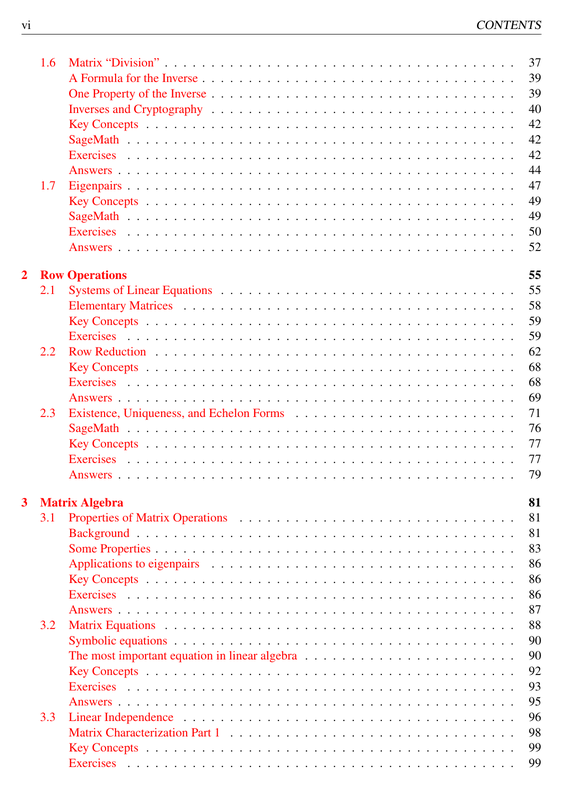 vi CONTENTS
1.6 Matrix “Division” . . . . . . . . . . . . . . . . . . . . . . . . . . . . . . . . . . . . . . 37
A Formula for the Inverse . . . . . . . . . . . . . . . . . . . . . . . . . . . . . . . . . . 39
One Property of the Inverse . . . . . . . . . . . . . . . . . . . . . . . . . . . . . . . . . 39
Inverses and Cryptography . . . . . . . . . . . . . . . . . . . . . . . . . . . . . . . . . 40
Key Concepts . . . . . . . . . . . . . . . . . . . . . . . . . . . . . . . . . . . . . . . . 42
SageMath . . . . . . . . . . . . . . . . . . . . . . . . . . . . . . . . . . . . . . . . . . 42
Exercises . . . . . . . . . . . . . . . . . . . . . . . . . . . . . . . . . . . . . . . . . . 42
Answers . . . . . . . . . . . . . . . . . . . . . . . . . . . . . . . . . . . . . . . . . . . 44
1.7 Eigenpairs . . . . . . . . . . . . . . . . . . . . . . . . . . . . . . . . . . . . . . . . . . 47
Key Concepts . . . . . . . . . . . . . . . . . . . . . . . . . . . . . . . . . . . . . . . . 49
SageMath . . . . . . . . . . . . . . . . . . . . . . . . . . . . . . . . . . . . . . . . . . 49
Exercises . . . . . . . . . . . . . . . . . . . . . . . . . . . . . . . . . . . . . . . . . . 50
Answers . . . . . . . . . . . . . . . . . . . . . . . . . . . . . . . . . . . . . . . . . . . 52
2 Row Operations 55
2.1 Systems of Linear Equations . . . . . . . . . . . . . . . . . . . . . . . . . . . . . . . . 55
Elementary Matrices . . . . . . . . . . . . . . . . . . . . . . . . . . . . . . . . . . . . 58
Key Concepts . . . . . . . . . . . . . . . . . . . . . . . . . . . . . . . . . . . . . . . . 59
Exercises . . . . . . . . . . . . . . . . . . . . . . . . . . . . . . . . . . . . . . . . . . 59
2.2 Row Reduction . . . . . . . . . . . . . . . . . . . . . . . . . . . . . . . . . . . . . . . 62
Key Concepts . . . . . . . . . . . . . . . . . . . . . . . . . . . . . . . . . . . . . . . . 68
Exercises . . . . . . . . . . . . . . . . . . . . . . . . . . . . . . . . . . . . . . . . . . 68
Answers . . . . . . . . . . . . . . . . . . . . . . . . . . . . . . . . . . . . . . . . . . . 69
2.3 Existence, Uniqueness, and Echelon Forms . . . . . . . . . . . . . . . . . . . . . . . . 71
SageMath . . . . . . . . . . . . . . . . . . . . . . . . . . . . . . . . . . . . . . . . . . 76
Key Concepts . . . . . . . . . . . . . . . . . . . . . . . . . . . . . . . . . . . . . . . . 77
Exercises . . . . . . . . . . . . . . . . . . . . . . . . . . . . . . . . . . . . . . . . . . 77
Answers . . . . . . . . . . . . . . . . . . . . . . . . . . . . . . . . . . . . . . . . . . . 79
3 Matrix Algebra 81
3.1 Properties of Matrix Operations . . . . . . . . . . . . . . . . . . . . . . . . . . . . . . 81
Background . . . . . . . . . . . . . . . . . . . . . . . . . . . . . . . . . . . . . . . . . 81
Some Properties . . . . . . . . . . . . . . . . . . . . . . . . . . . . . . . . . . . . . . . 83
Applications to eigenpairs . . . . . . . . . . . . . . . . . . . . . . . . . . . . . . . . . 86
Key Concepts . . . . . . . . . . . . . . . . . . . . . . . . . . . . . . . . . . . . . . . . 86
Exercises . . . . . . . . . . . . . . . . . . . . . . . . . . . . . . . . . . . . . . . . . . 86
Answers . . . . . . . . . . . . . . . . . . . . . . . . . . . . . . . . . . . . . . . . . . . 87
3.2 Matrix Equations . . . . . . . . . . . . . . . . . . . . . . . . . . . . . . . . . . . . . . 88
Symbolic equations . . . . . . . . . . . . . . . . . . . . . . . . . . . . . . . . . . . . . 90
The most important equation in linear algebra . . . . . . . . . . . . . . . . . . . . . . . 90
Key Concepts . . . . . . . . . . . . . . . . . . . . . . . . . . . . . . . . . . . . . . . . 92
Exercises . . . . . . . . . . . . . . . . . . . . . . . . . . . . . . . . . . . . . . . . . . 93
Answers . . . . . . . . . . . . . . . . . . . . . . . . . . . . . . . . . . . . . . . . . . . 95
3.3 Linear Independence . . . . . . . . . . . . . . . . . . . . . . . . . . . . . . . . . . . . 96
Matrix Characterization Part 1 . . . . . . . . . . . . . . . . . . . . . . . . . . . . . . . 98
Key Concepts . . . . . . . . . . . . . . . . . . . . . . . . . . . . . . . . . . . . . . . . 99
Exercises . . . . . . . . . . . . . . . . . . . . . . . . . . . . . . . . . . . . . . . . . . 99